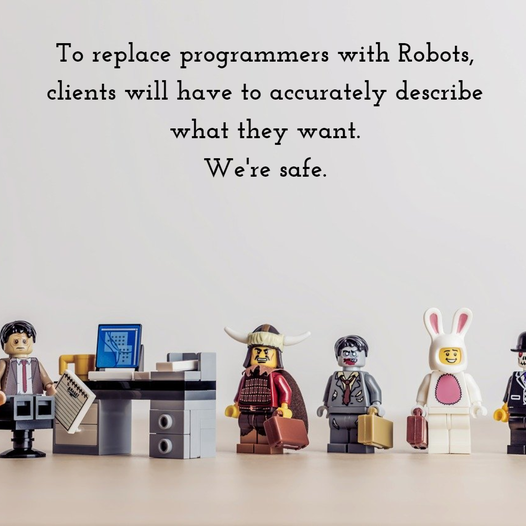 To replace programmers with Robots,
clients will have to accurately describe
what they want.
We're safe.